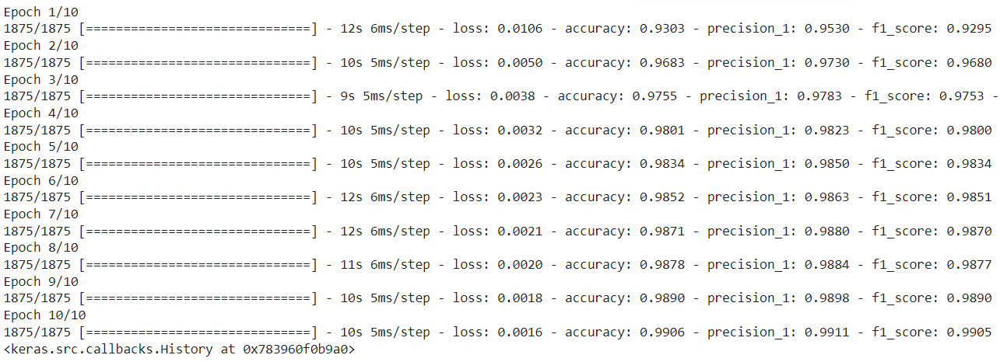 Epoch 1/10
1875/1875 [==============================] - 12s 6ms/step - loss: 0.0106 - accuracy: 0.9303 - precision_1: 0.9530 - f1_score: 0.9295
Epoch 2/10
1875/1875 [==============================] - 10s 5ms/step - loss: 0.0050 - accuracy: 0.9683 - precision_1: 0.9730 - f1_score: 0.9680
Epoch 3/10
1875/1875 [==============================] - 9s 5ms/step - loss: 0.0038 - accuracy: 0.9755 - precision_1: 0.9783 - f1_score: 0.9753 -
Epoch 4/10
1875/1875 [==============================] - 10s 5ms/step - loss: 0.0032 - accuracy: 0.9801 - precision_1: 0.9823 - f1_score: 0.9800
Epoch 5/10
1875/1875 [==============================] - 10s 5ms/step - loss: 0.0026 - accuracy: 0.9834 - precision_1: 0.9850 - f1_score: 0.9834
Epoch 6/10
1875/1875 [==============================] - 12s 6ms/step - loss: 0.0023 - accuracy: 0.9852 - precision_1: 0.9863 - f1_score: 0.9851
Epoch 7/10
1875/1875 [==============================] - 12s 6ms/step - loss: 0.0021 - accuracy: 0.9871 - precision_1: 0.9880 - f1_score: 0.9870
Epoch 8/10
1875/1875 [==============================] - 11s 6ms/step - loss: 0.0020 - accuracy: 0.9878 - precision_1: 0.9884 - f1_score: 0.9877
Epoch 9/10
1875/1875 [==============================] - 10s 5ms/step - loss: 0.0018 - accuracy: 0.9890 - precision_1: 0.9898 - f1_score: 0.9890
Epoch 10/10
1875/1875 [==============================] - 10s 5ms/step - loss: 0.0016 - accuracy: 0.9906 - precision_1: 0.9911 - f1_score: 0.9905
<keras.src.callbacks.History at 0x783960f0b9a0>